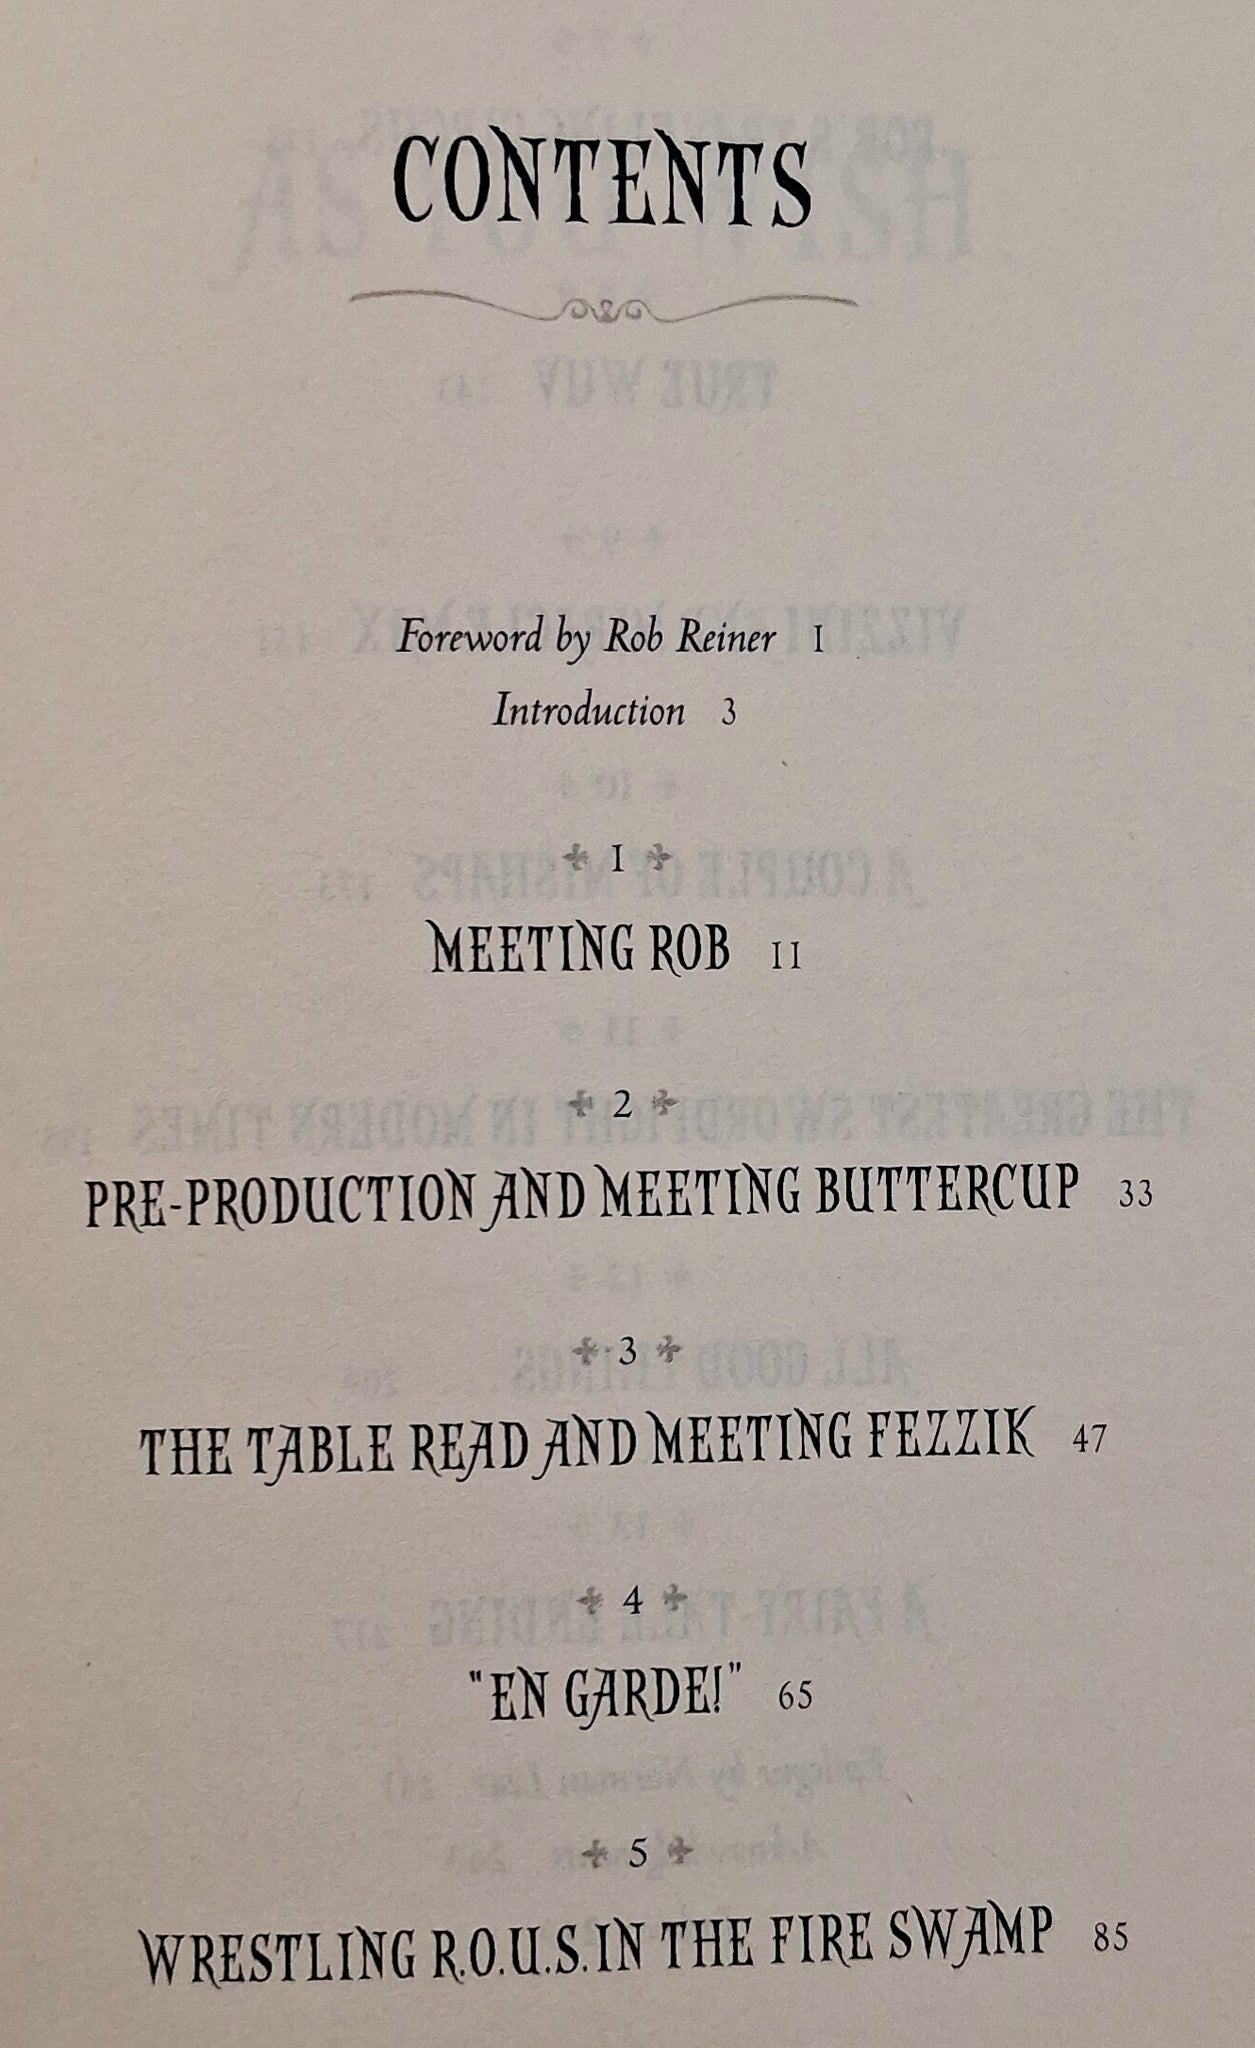 CONTENTS
Foreword by Rob Reiner 1
Introduction 3
1
MEETING ROB 11
2
PRE-PRODUCTION AND MEETING BUTTERCUP 33
3
THE TABLE READ AND MEETING FEZZIK 47
4
"EN GARDE!" 65
5
WRESTLING R.O.U.S. IN THE FIRE SWAMP 85